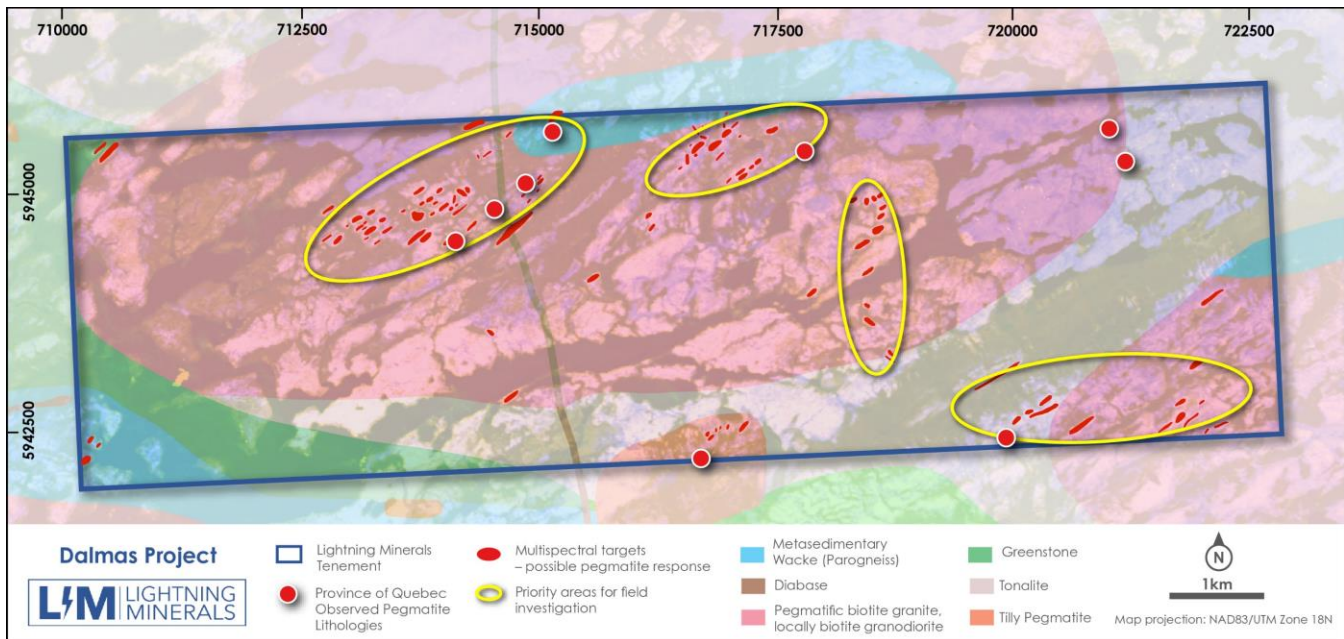 710000 712500 715000 717500 720000 722500
5945000
5942500
Dalmas Project
LM LIGHTNING
MINERALS
Lightning Minerals
Tenement
Province of Quebec
Observed Pegmatite
Lithologies
Multispectral targets
– possible pegmatite response
Priority areas for field
investigation
Metasedimentary
Wacke (Parogneiss)
Diabase
Pegmatific biotite granite,
locally biotite granodiorite
Greenstone
Tonalite
Tilly Pegmatite
N
1km
Map projection: NAD83/UTM Zone 18N